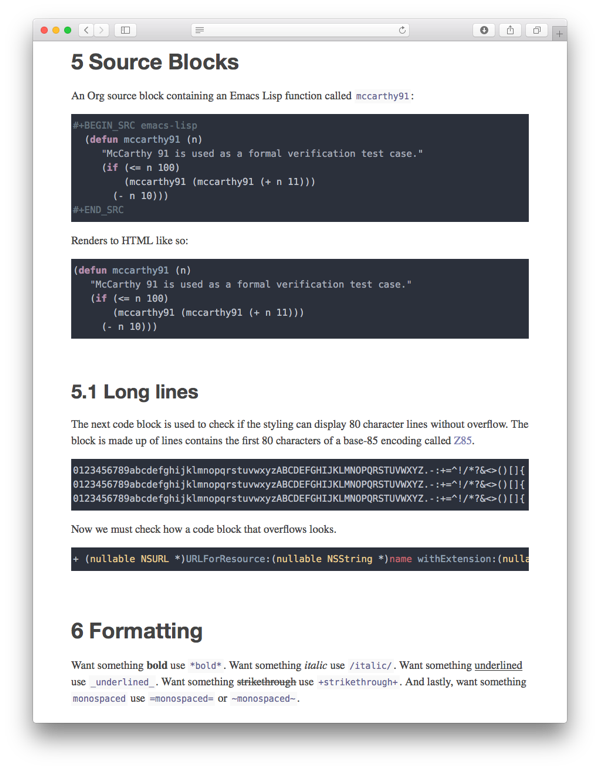 5 Source Blocks
An Org source block containing an Emacs Lisp function called mccarthy91:
#+BEGIN_SRC emacs-lisp
(defun mccarthy91 (n)
"McCarthy 91 is used as a formal verification test case."
(if (<= n 100)
(mccarthy91 (mccarthy91 (+ n 11)))
(- n 10)))
#+END_SRC
Renders to HTML like so:
(defun mccarthy91 (n)
"McCarthy 91 is used as a formal verification test case."
(if (<= n 100)
(mccarthy91 (mccarthy91 (+ n 11)))
(- n 10)))
5.1 Long lines
The next code block is used to check if the styling can display 80 character lines without overflow. The
block is made up of lines contains the first 80 characters of a base-85 encoding called Z85.
0123456789abcdefghijklmnopqrstuvwxyzABCDEFGHIJKLMNOPQRSTUVWXYZ.-:+=^!/*?&<>()[]{
0123456789abcdefghijklmnopqrstuvwxyzABCDEFGHIJKLMNOPQRSTUVWXYZ.-:+=^!/*?&<>()[]{
0123456789abcdefghijklmnopqrstuvwxyzABCDEFGHIJKLMNOPQRSTUVWXYZ.-:+=^!/*?&<>()[]{
Now we must check how a code block that overflows looks.
+ (nullable NSURL *)URLForResource:(nullable NSString *)name withExtension:(nulla
6 Formatting
Want something bold use *bold*. Want something italic use /italic/. Want something underlined
use _underlined_. Want something strikethrough use +strikethrough+. And lastly, want something
monospaced use =monospaced= or ~monospaced~.